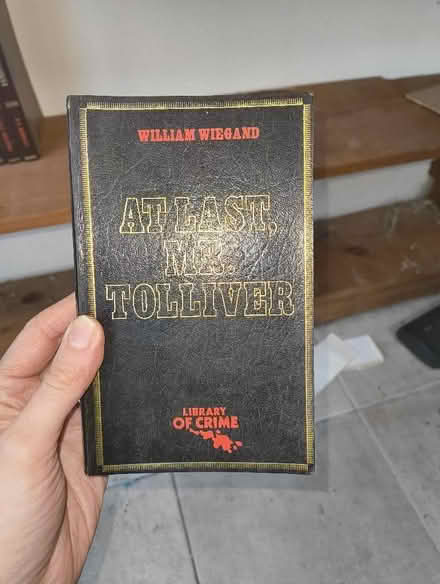 WILLIAM WIEGAND
AT LAST,
MR.
TOLLIVER
LIBRARY
OF CRIME